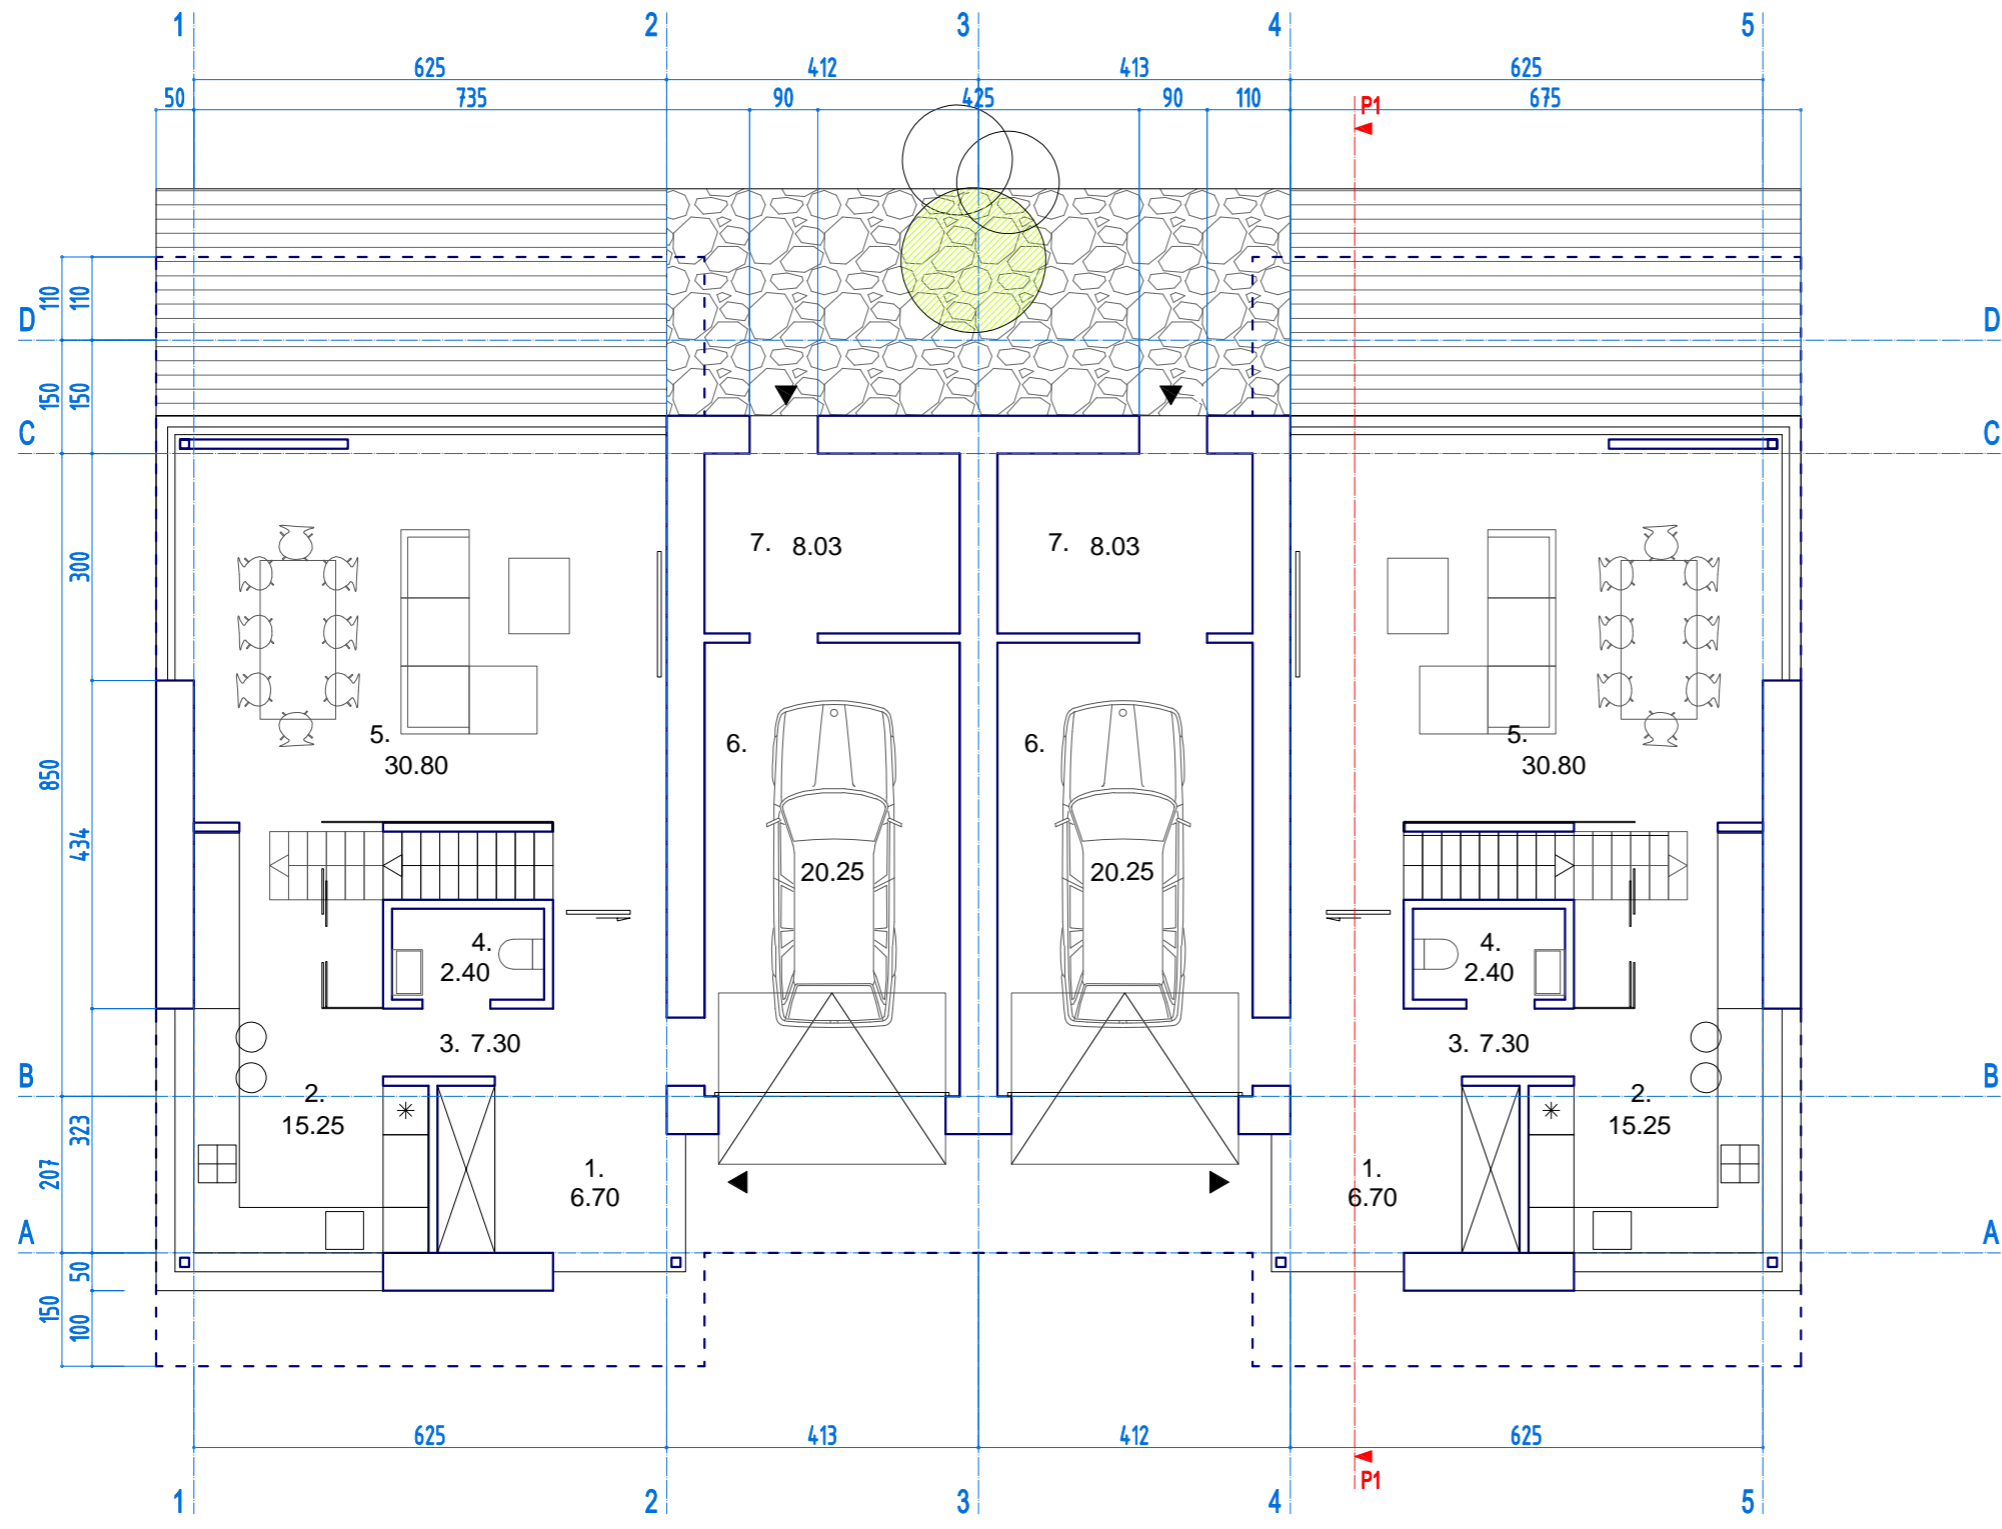 1 2 3 4 5
625 412 413 625
50 735 90 425 90 110 675
P1
110 110
D D
150 150
C C
300
7. 8.03 7. 8.03
5. 6. 6. 5.
30.80 30.80
850
434
20.25 20.25
4. 4.
2.40 2.40
3. 7.30 3. 7.30
B B
2. 2.
15.25 15.25
323
207
1. 1.
6.70 6.70
A A
50
150
100
625 413 412 625
P1
1 2 3 4 5